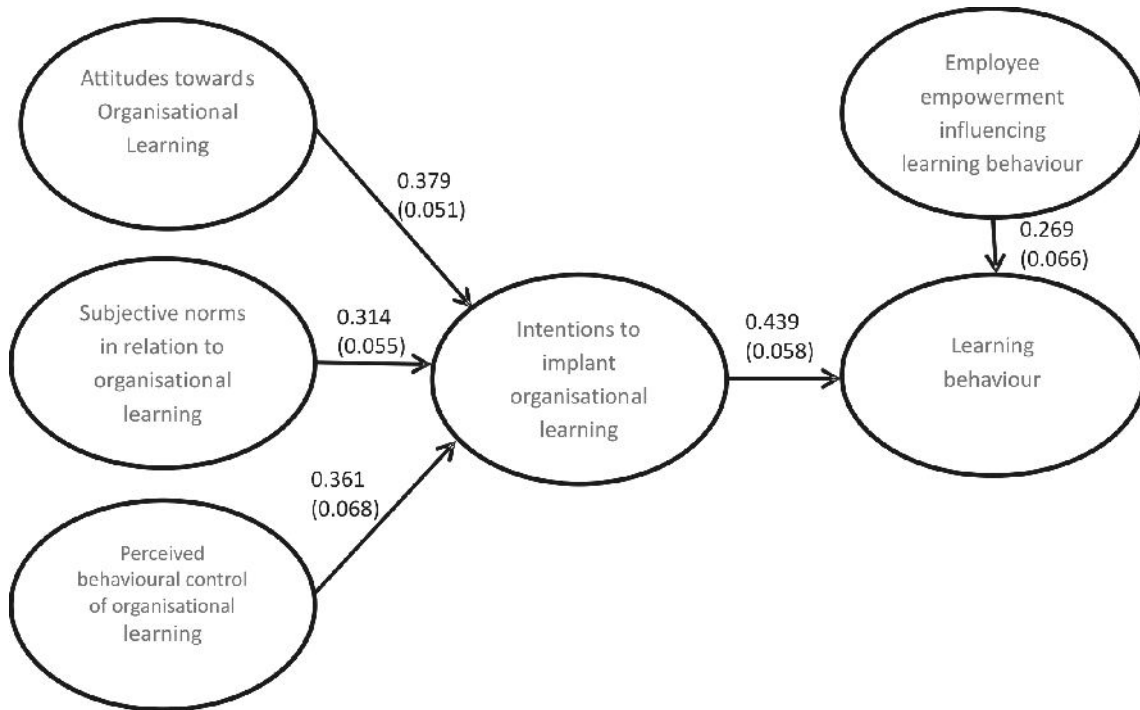 Attitudes towards
Organisational
Learning
Employee
empowerment
influencing
learning behaviour
0.379
(0.051)
0.269
(0.066)
Subjective norms
in relation to
organisational
learning
0.314
(0.055)
Intentions to
implant
organisational
learning
0.439
(0.058)
Learning
behaviour
0.361
(0.068)
Perceived
behavioural control
of organisational
learning